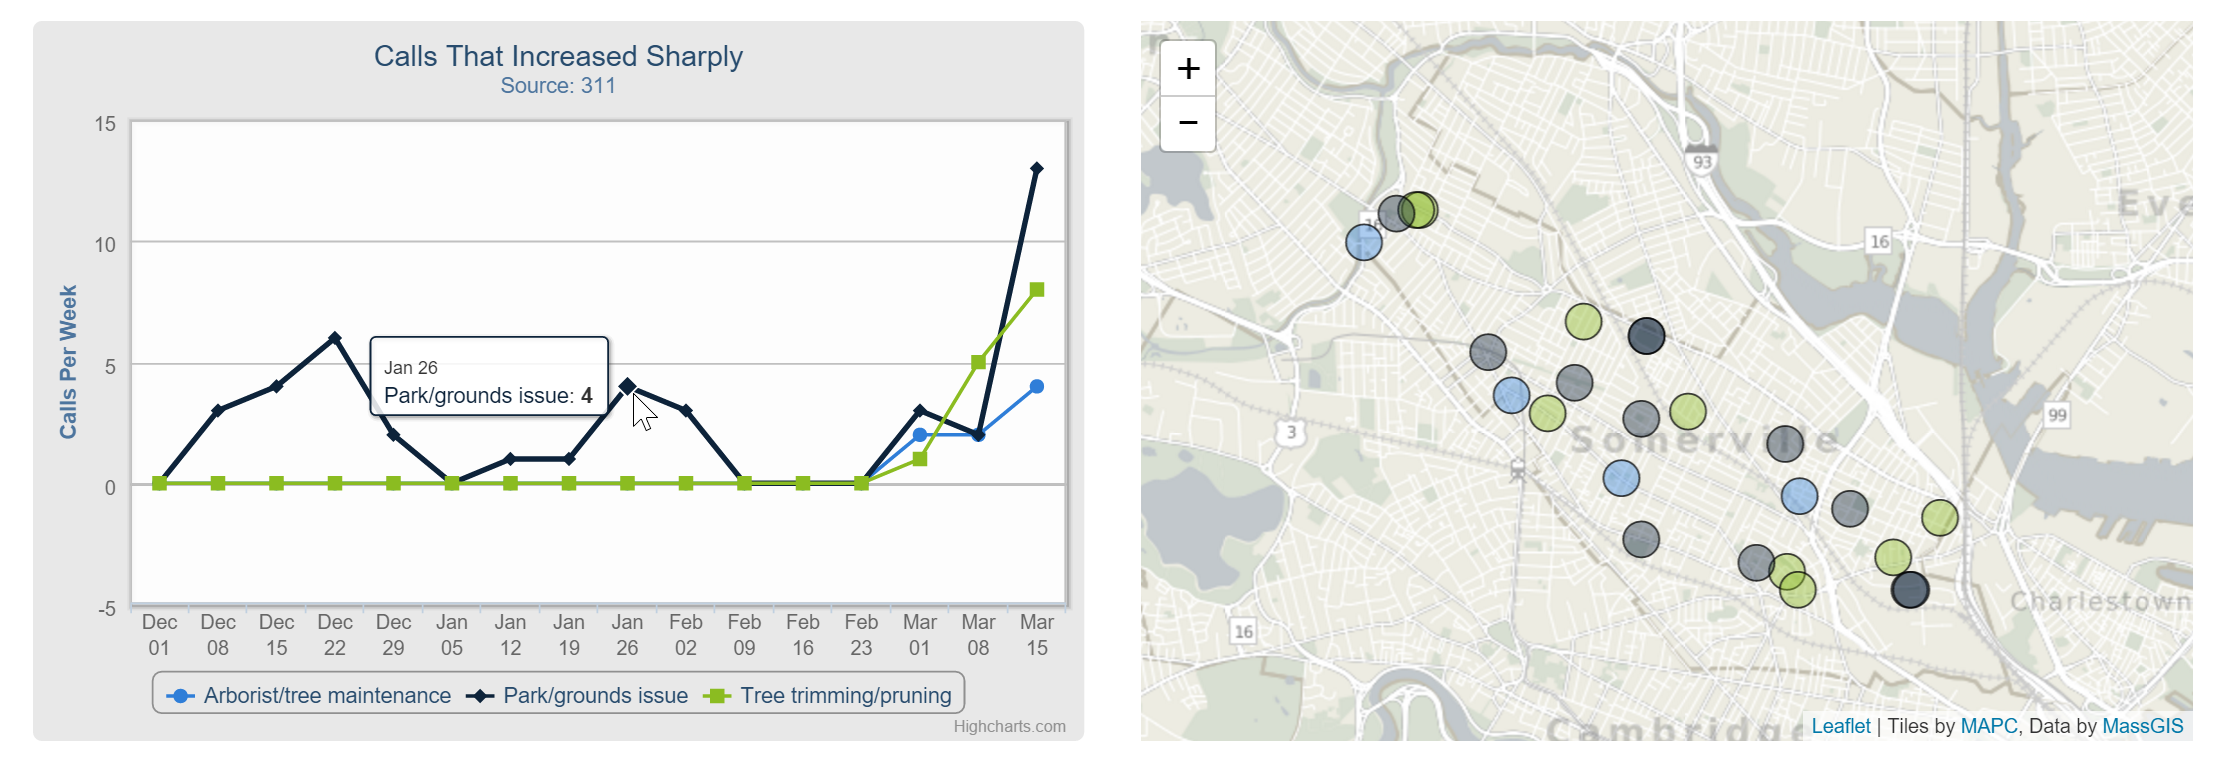 Calls That Increased Sharply
Source: 311
Calls Per Week
15
10
5
0
-5
Jan 26
Park/grounds issue: 4
Dec 01
Dec 08
Dec 15
Dec 22
Dec 29
Jan 05
Jan 12
Jan 19
Jan 26
Feb 02
Feb 09
Feb 16
Feb 23
Mar 01
Mar 08
Mar 15
Arborist/tree maintenance
Park/grounds issue
Tree trimming/pruning
Highcharts.com
+
−
93
Eve
16
16
99
3
Somerville
Charlestown
16
Cambridge
Leaflet | Tiles by MAPC, Data by MassGIS